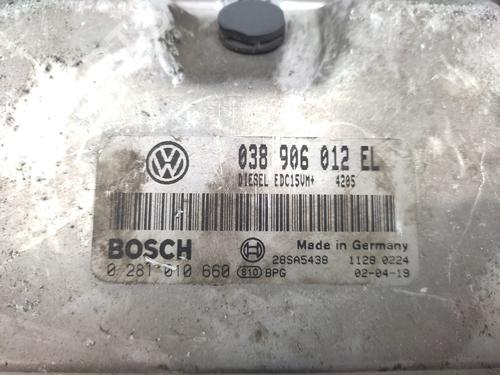 038 906 012 EL
DIESEL EDC15VM+ 4205
BOSCH
Made in Germany
28SA5438 1128 0224
0 281 010 660 S10 BPG 02-04-19